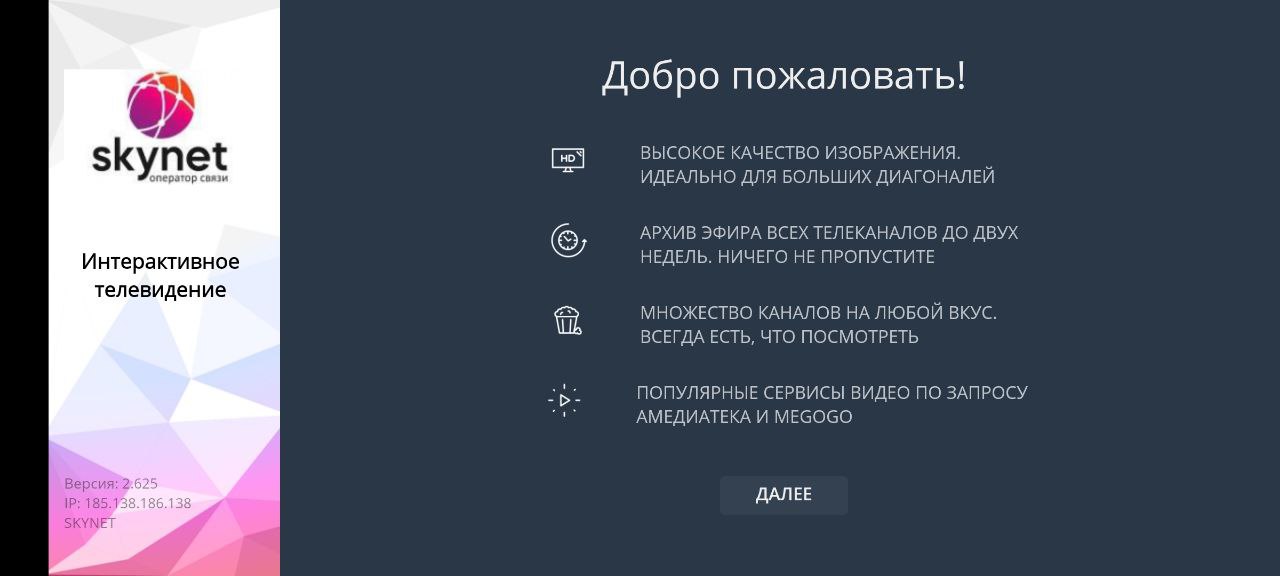 skynet
оператор связи
Интерактивное
телевидение
Версия: 2.625
IP: 185.138.186.138
SKYNET
Добро пожаловать!
HD
ВЫСОКОЕ КАЧЕСТВО ИЗОБРАЖЕНИЯ.
ИДЕАЛЬНО ДЛЯ БОЛЬШИХ ДИАГОНАЛЕЙ
АРХИВ ЭФИРА ВСЕХ ТЕЛЕКАНАЛОВ ДО ДВУХ
НЕДЕЛЬ. НИЧЕГО НЕ ПРОПУСТИТЕ
МНОЖЕСТВО КАНАЛОВ НА ЛЮБОЙ ВКУС.
ВСЕГДА ЕСТЬ, ЧТО ПОСМОТРЕТЬ
ПОПУЛЯРНЫЕ СЕРВИСЫ ВИДЕО ПО ЗАПРОСУ
АМЕДИАТЕКА И MEGOGO
ДАЛЕЕ